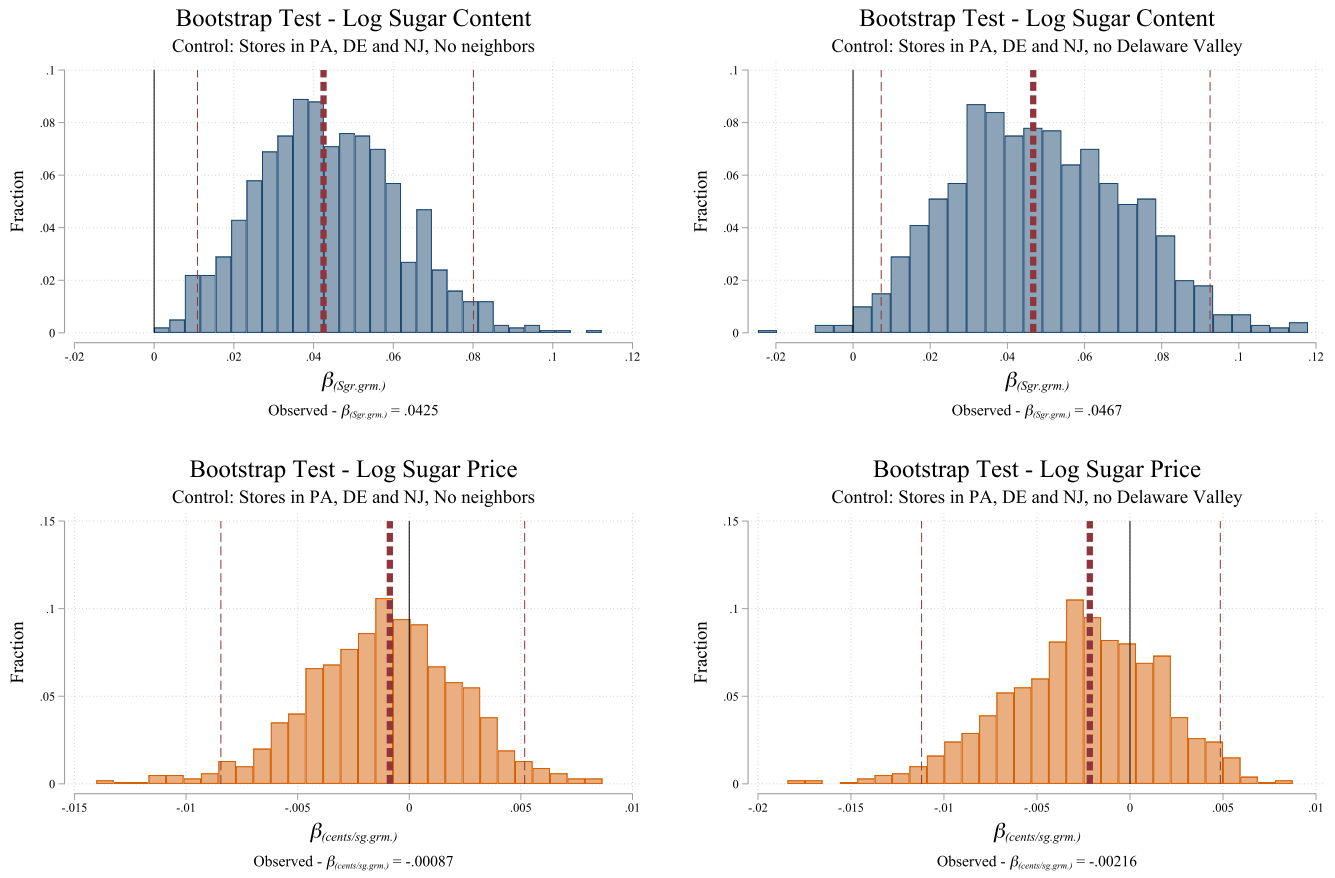 Bootstrap Test - Log Sugar Content
Control: Stores in PA, DE and NJ, No neighbors
.1
.08
.06
.04
.02
0
Fraction
-.02 0 .02 .04 .06 .08 .1 .12
β(Sgr.grm.)
Observed - β(Sgr.grm.) = .0425
Bootstrap Test - Log Sugar Content
Control: Stores in PA, DE and NJ, no Delaware Valley
.1
.08
.06
.04
.02
0
Fraction
-.02 0 .02 .04 .06 .08 .1 .12
β(Sgr.grm.)
Observed - β(Sgr.grm.) = .0467
Bootstrap Test - Log Sugar Price
Control: Stores in PA, DE and NJ, No neighbors
.15
.1
.05
0
Fraction
-.015 -.01 -.005 0 .005 .01
β(cents/sg.grm.)
Observed - β(cents/sg.grm.) = -.00087
Bootstrap Test - Log Sugar Price
Control: Stores in PA, DE and NJ, no Delaware Valley
.15
.1
.05
0
Fraction
-.02 -.015 -.01 -.005 0 .005 .01
β(cents/sg.grm.)
Observed - β(cents/sg.grm.) = -.00216